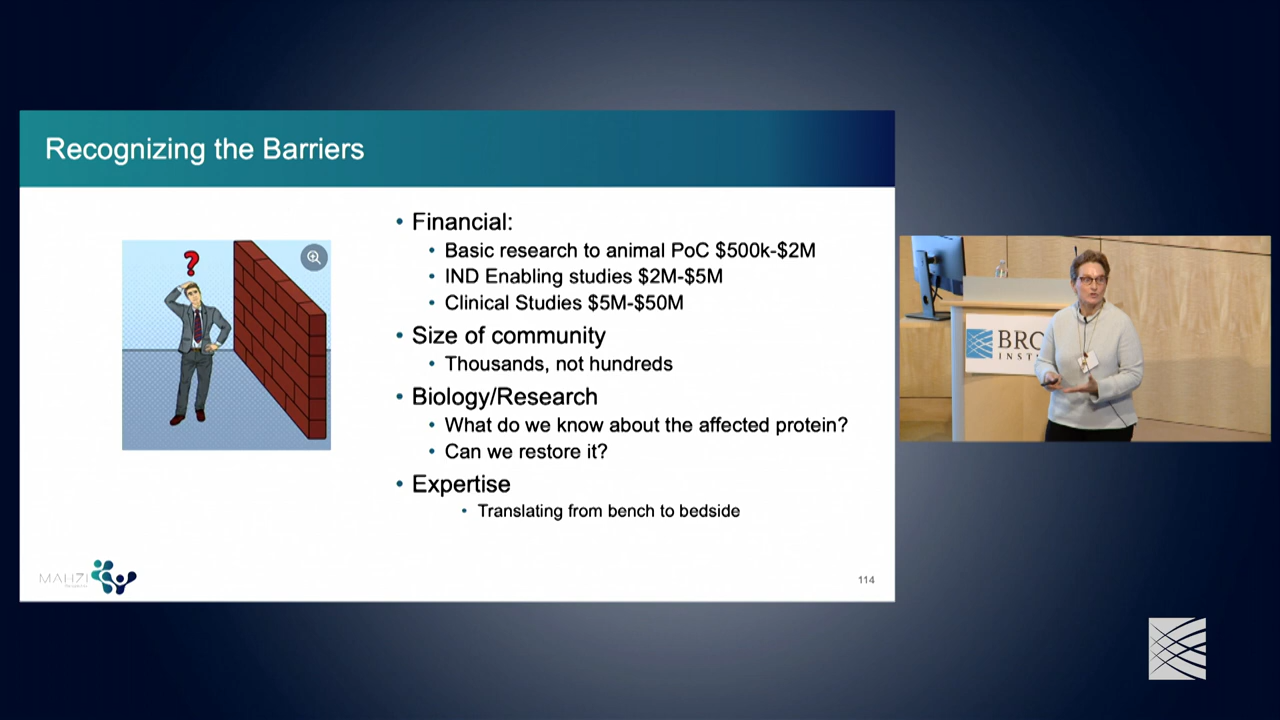 Recognizing the Barriers
?
• Financial:
• Basic research to animal PoC $500k-$2M
• IND Enabling studies $2M-$5M
• Clinical Studies $5M-$50M
• Size of community
• Thousands, not hundreds
• Biology/Research
• What do we know about the affected protein?
• Can we restore it?
• Expertise
• Translating from bench to bedside
MAHZI
114
BRO
INST